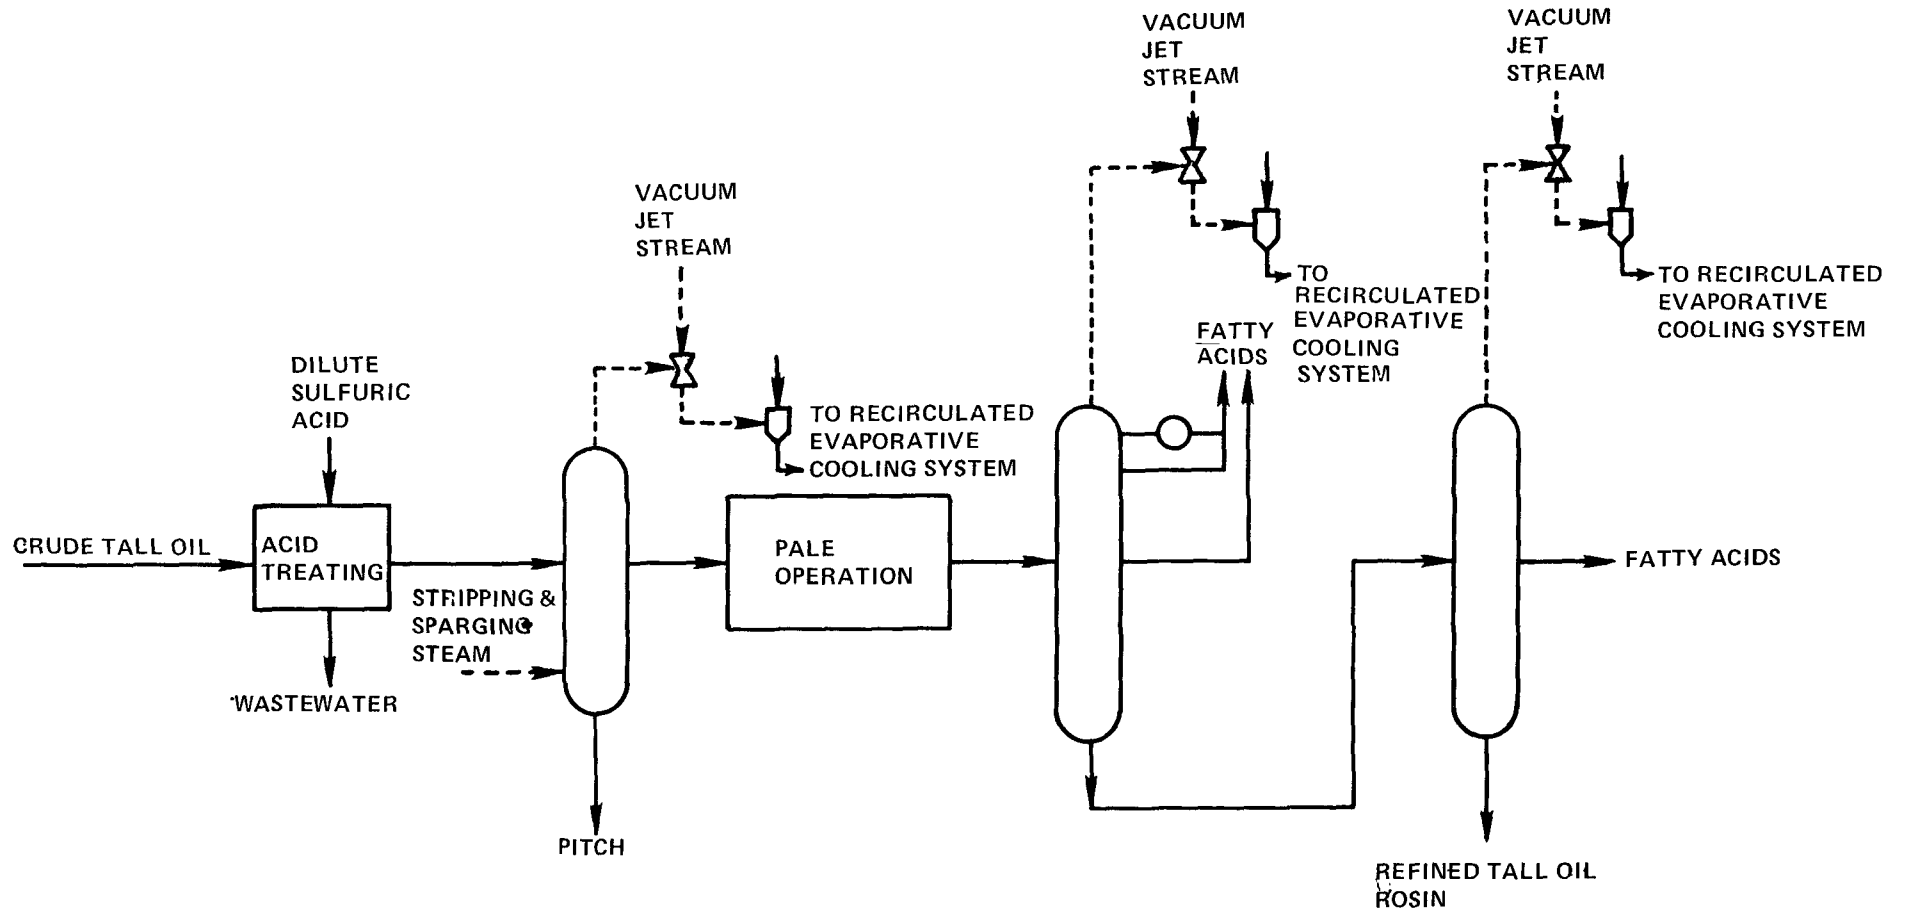 VACUUM
JET
STREAM
VACUUM
JET
STREAM
VACUUM
JET
STREAM
TO RECIRCULATED
EVAPORATIVE
COOLING SYSTEM
TO
RECIRCULATED
EVAPORATIVE
COOLING
SYSTEM
FATTY
ACIDS
DILUTE
SULFURIC
ACID
TO RECIRCULATED
EVAPORATIVE
COOLING SYSTEM
CRUDE TALL OIL
ACID
TREATING
PALE
OPERATION
FATTY ACIDS
STRIPPING &
SPARGING
STEAM
WASTEWATER
PITCH
REFINED TALL OIL
ROSIN